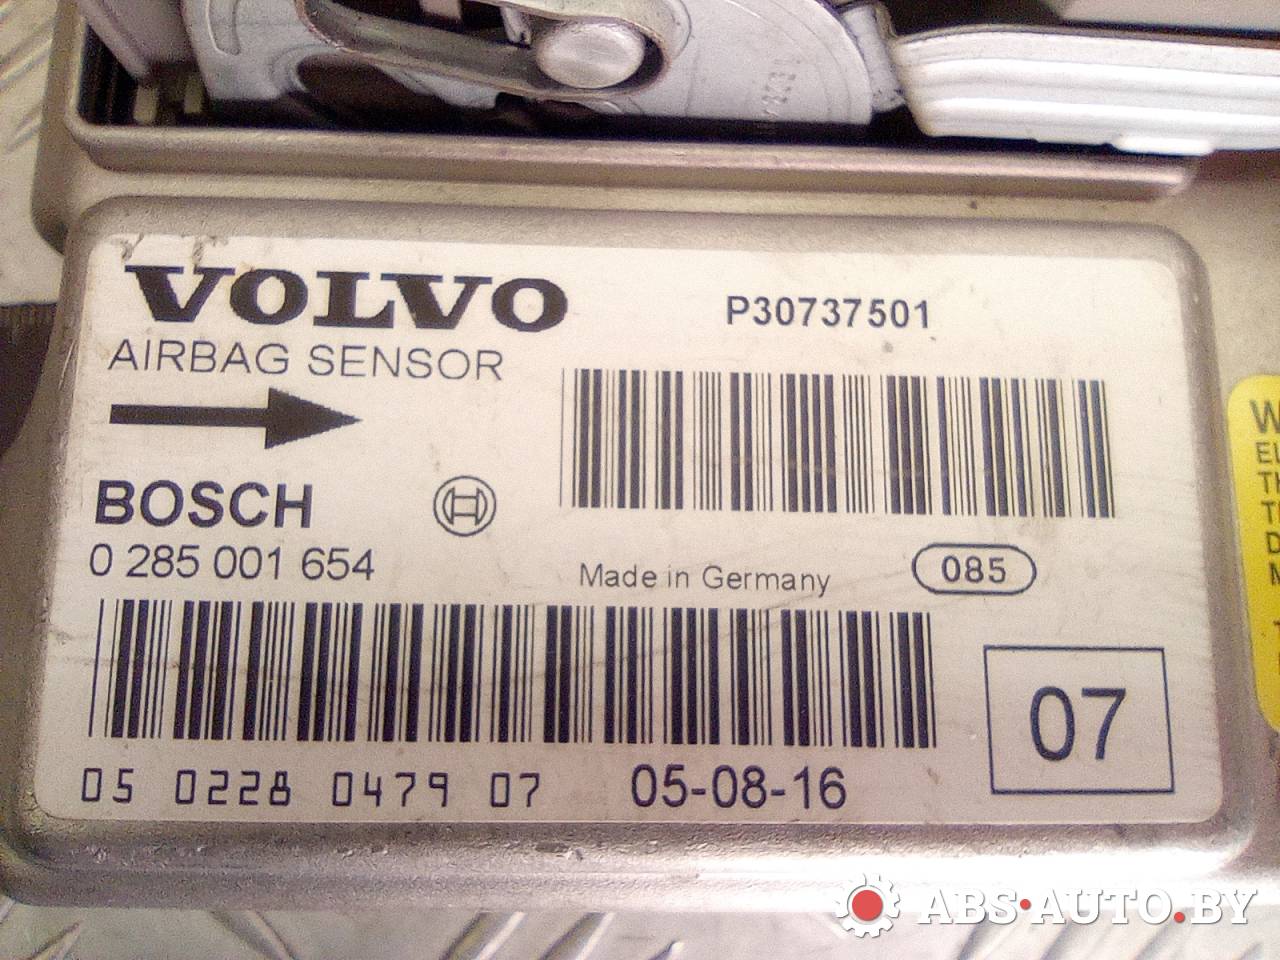 VOLVO
P30737501
AIRBAG SENSOR
BOSCH
0 285 001 654
Made in Germany
085
07
05 0228 0479 07
05-08-16
ABS-AUTO.BY